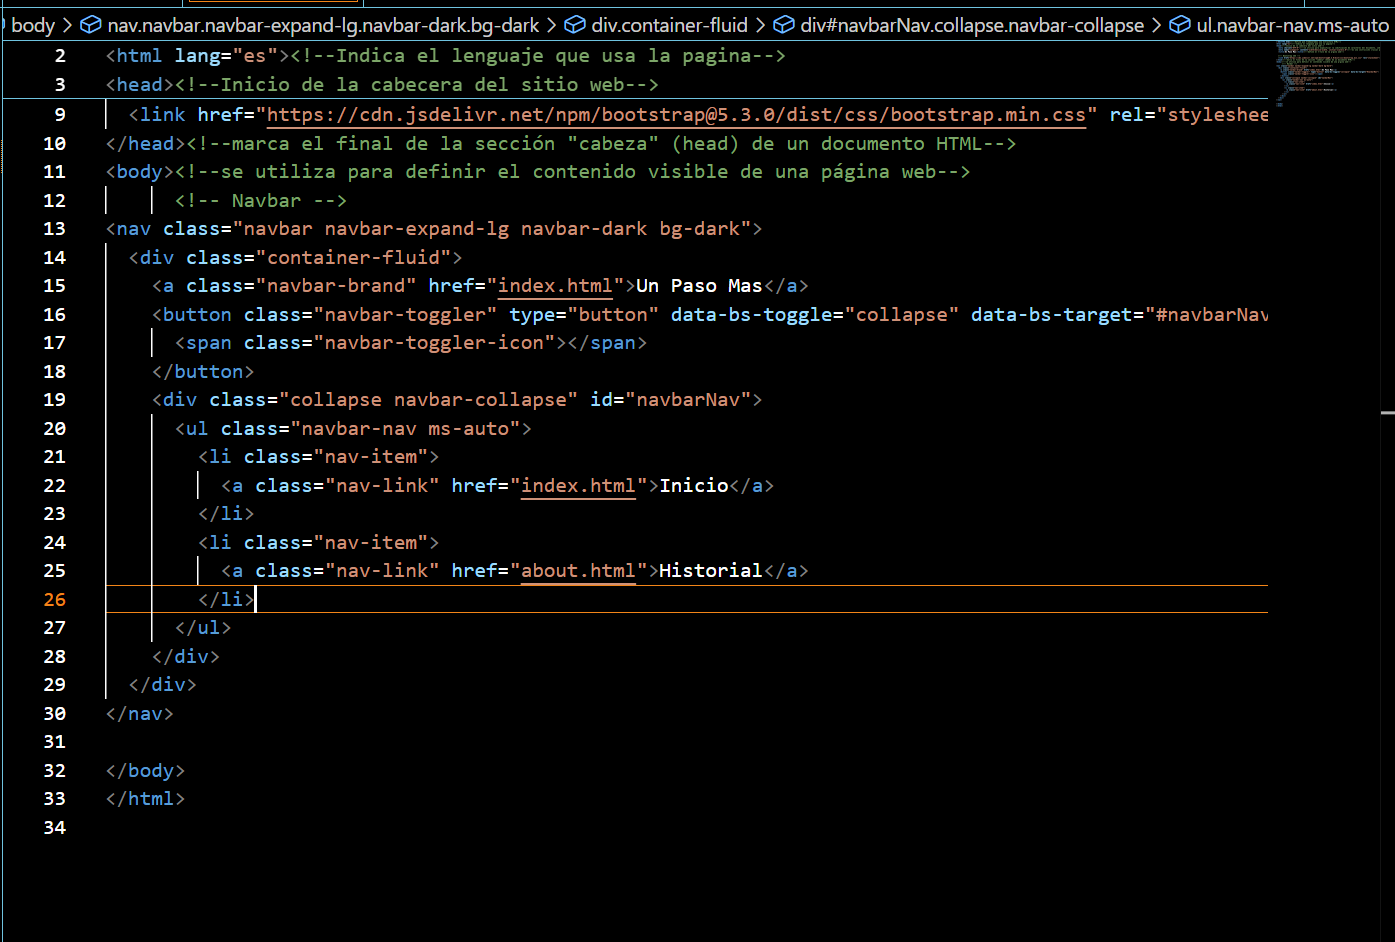 body > nav.navbar.navbar-expand-lg.navbar-dark.bg-dark > div.container-fluid > div#navbarNav.collapse.navbar-collapse > ul.navbar-nav.ms-auto
2 <html lang="es"><!--Indica el lenguaje que usa la pagina-->
3 <head><!--Inicio de la cabecera del sitio web-->
9 <link href="https://cdn.jsdelivr.net/npm/bootstrap@5.3.0/dist/css/bootstrap.min.css" rel="styleshee
10 </head><!--marca el final de la sección "cabeza" (head) de un documento HTML-->
11 <body><!--se utiliza para definir el contenido visible de una página web-->
12 <!-- Navbar -->
13 <nav class="navbar navbar-expand-lg navbar-dark bg-dark">
14 <div class="container-fluid">
15 <a class="navbar-brand" href="index.html">Un Paso Mas</a>
16 <button class="navbar-toggler" type="button" data-bs-toggle="collapse" data-bs-target="#navbarNav
17 <span class="navbar-toggler-icon"></span>
18 </button>
19 <div class="collapse navbar-collapse" id="navbarNav">
20 <ul class="navbar-nav ms-auto">
21 <li class="nav-item">
22 <a class="nav-link" href="index.html">Inicio</a>
23 </li>
24 <li class="nav-item">
25 <a class="nav-link" href="about.html">Historial</a>
26 </li>
27 </ul>
28 </div>
29 </div>
30 </nav>
31
32 </body>
33 </html>
34